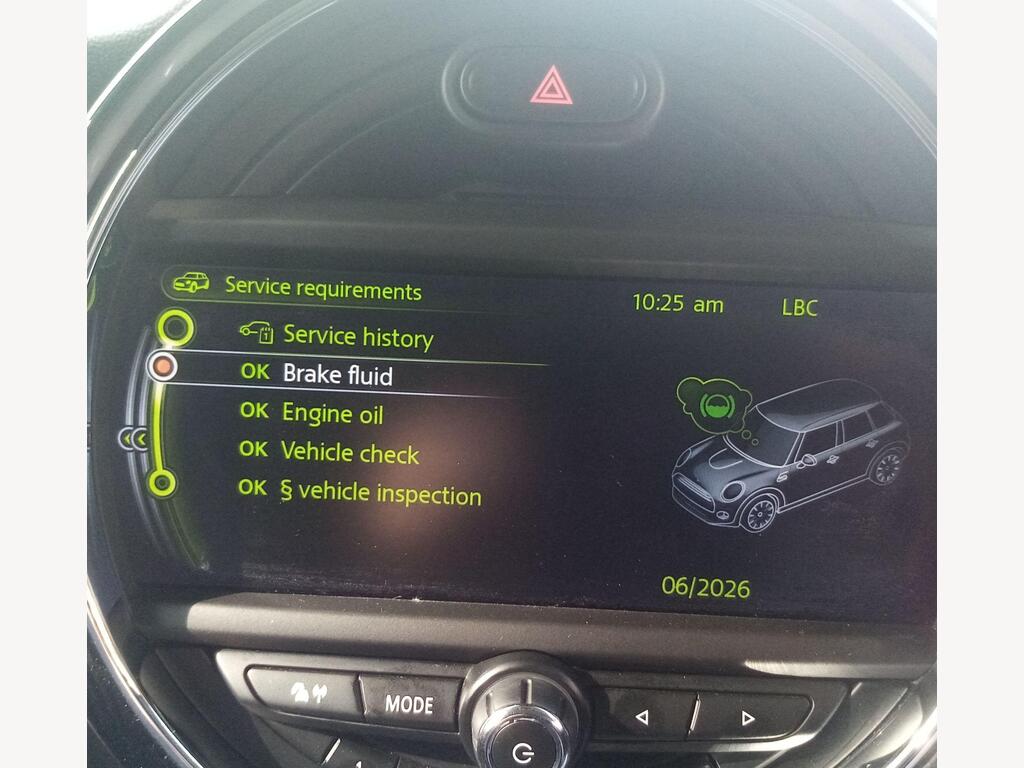 Service requirements
10:25 am
LBC
Service history
OK Brake fluid
OK Engine oil
OK Vehicle check
OK § vehicle inspection
06/2026
MODE